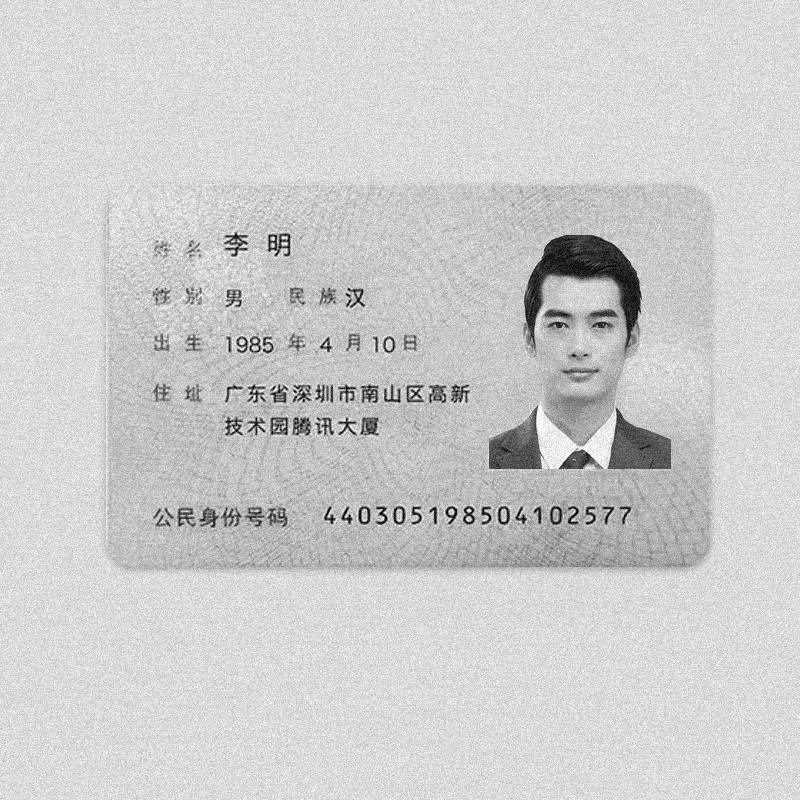 姓名 李明
性别 男 民族 汉
出生 1985 年 4 月 10 日
住址 广东省深圳市南山区高新
技术园腾讯大厦
公民身份号码 440305198504102577